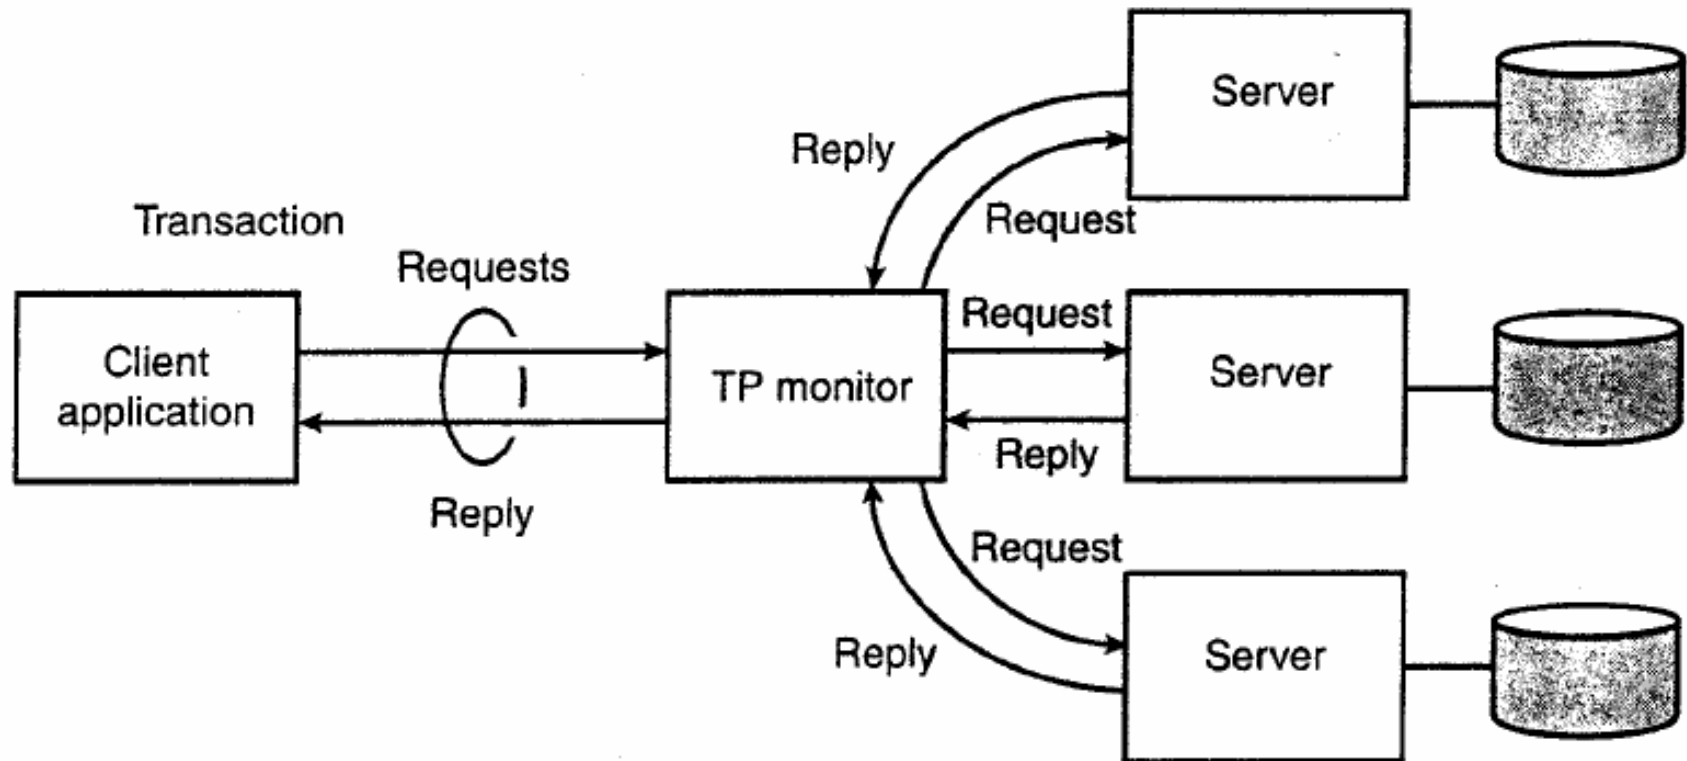 Server
Reply
Request
Transaction
Requests
Client
application
TP monitor
Request
Server
Reply
Reply
Request
Reply
Server